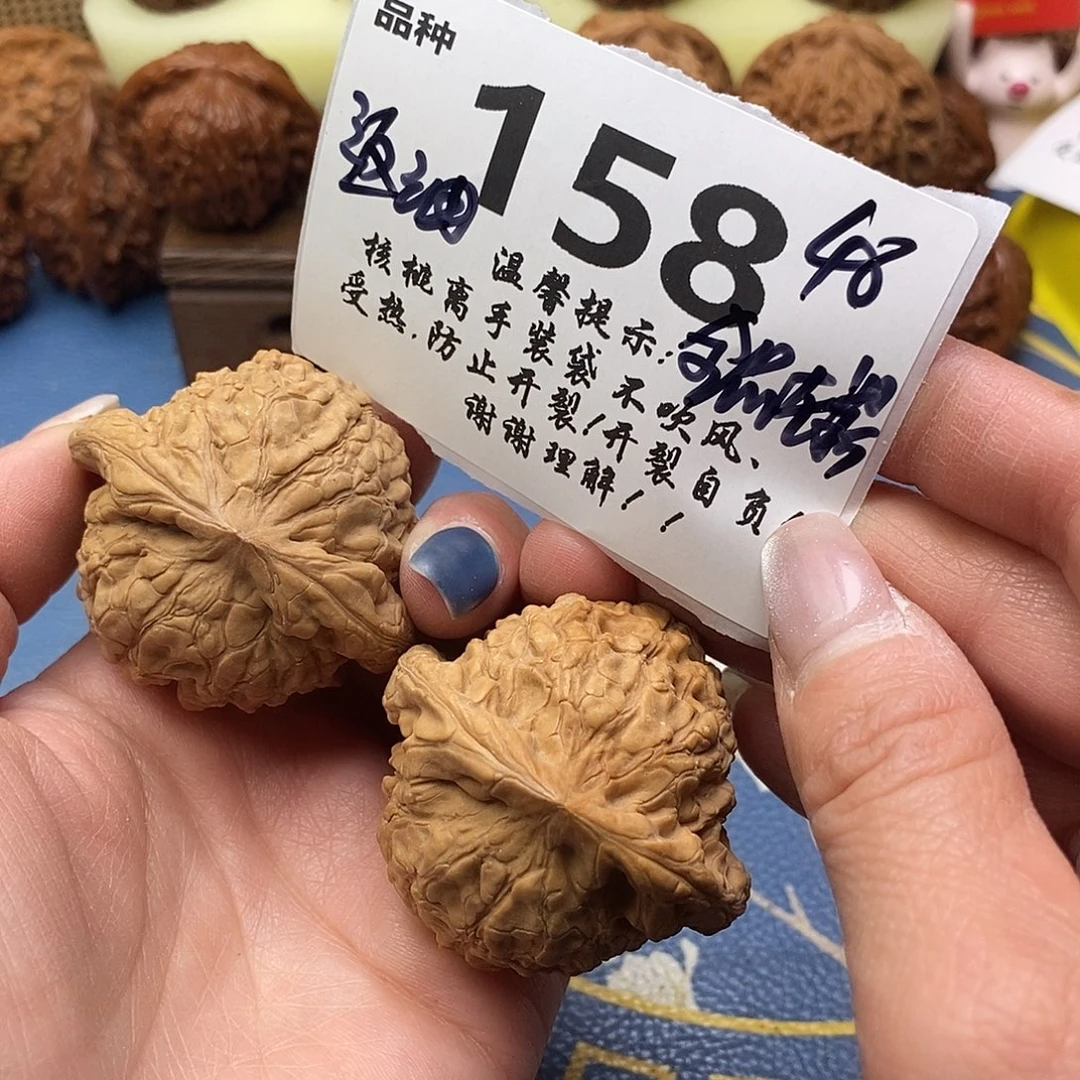 品种
158
48
温馨提示:
核桃离手装袋不吹风、
受热.防止开裂!开裂自负!
谢谢理解!!